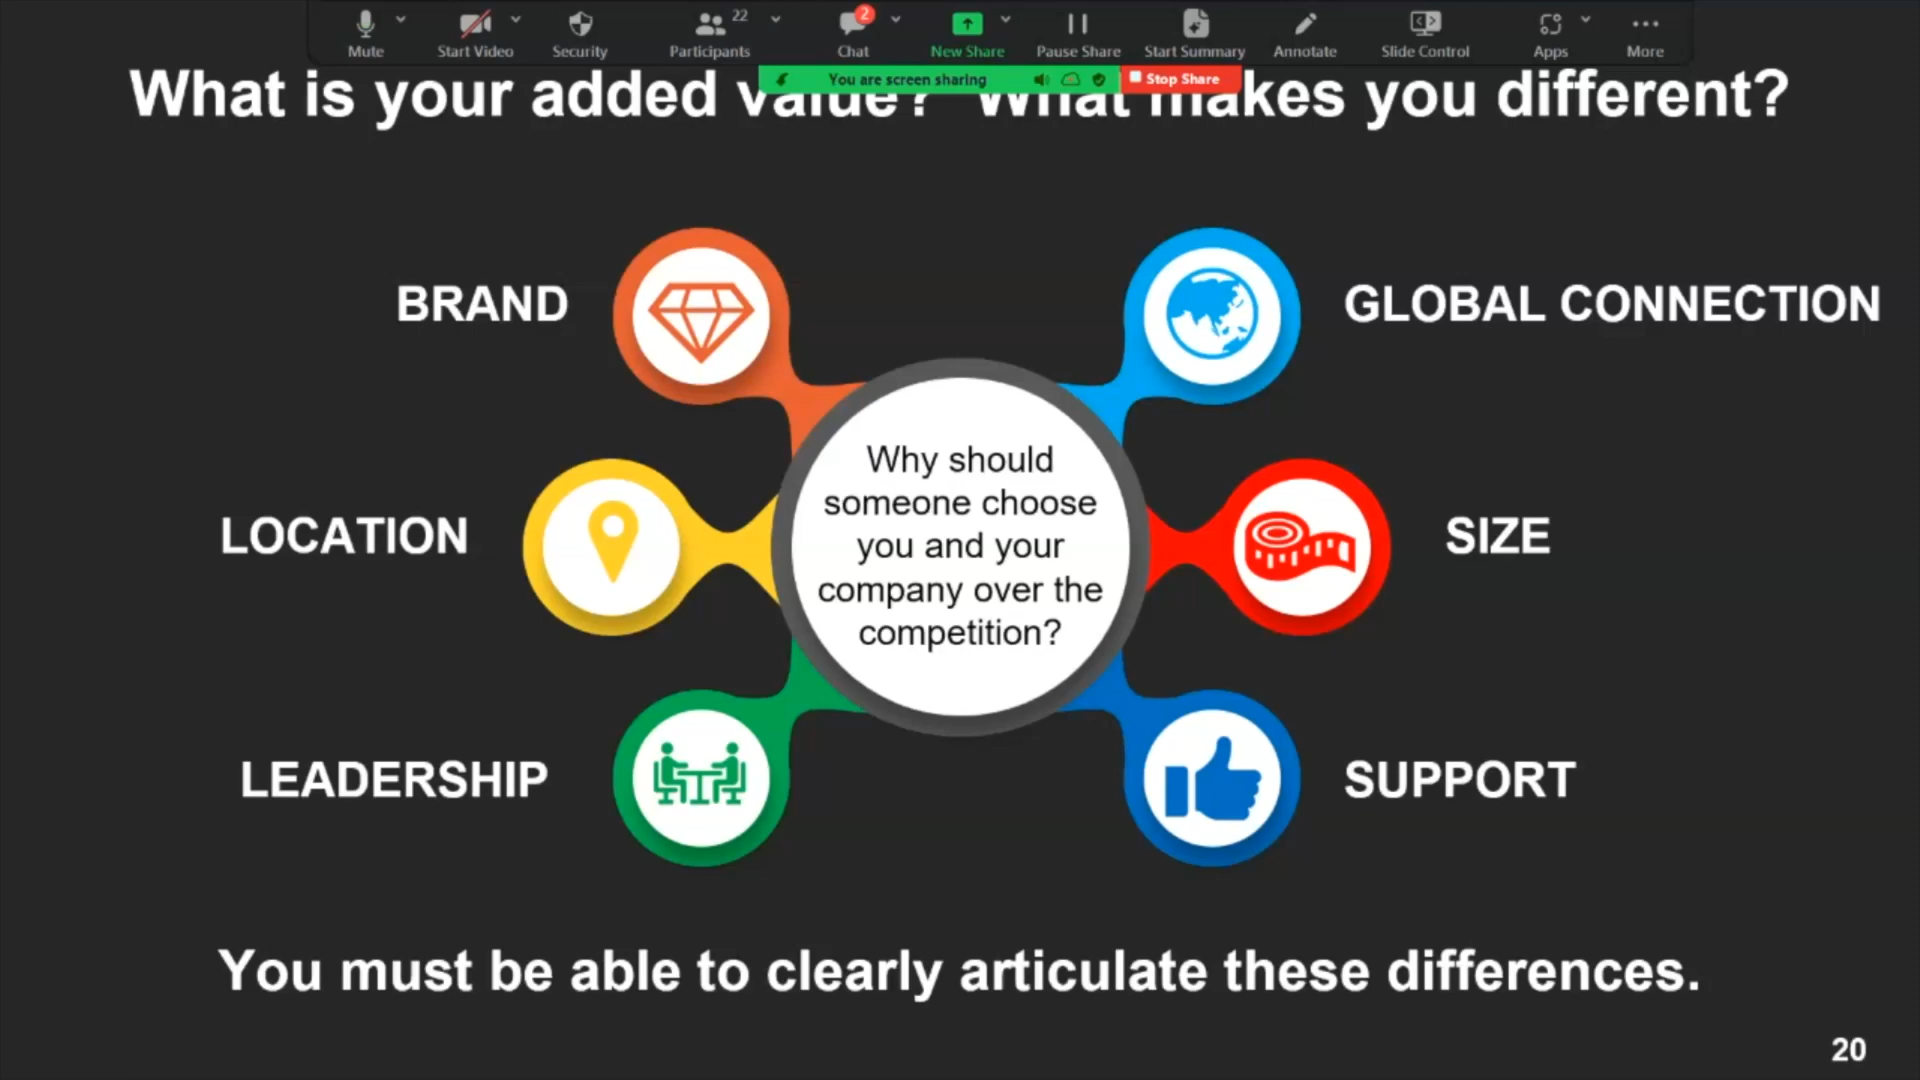 Mute
Start Video
Security
Participants
22
Chat
2
New Share
Pause Share
Start Summary
Annotate
Slide Control
Apps
More
You are screen sharing
Stop Share
What is your added value? What makes you different?
BRAND
GLOBAL CONNECTION
Why should
someone choose
you and your
company over the
competition?
LOCATION
SIZE
LEADERSHIP
SUPPORT
You must be able to clearly articulate these differences.
20